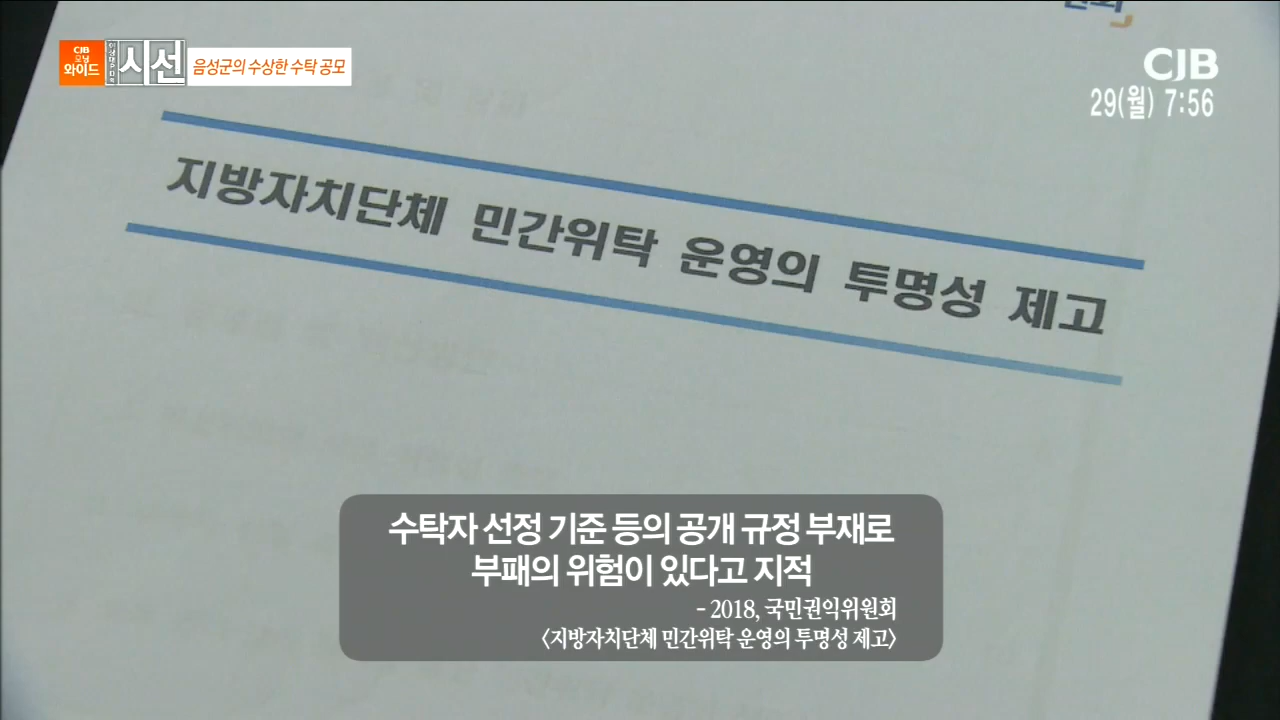 CJB
모닝
와이드
시선
음성군의 수상한 수탁 공모
CJB
29(월) 7:56
지방자치단체 민간위탁 운영의 투명성 제고
수탁자 선정 기준 등의 공개 규정 부재로
부패의 위험이 있다고 지적
- 2018, 국민권익위원회
<지방자치단체 민간위탁 운영의 투명성 제고>